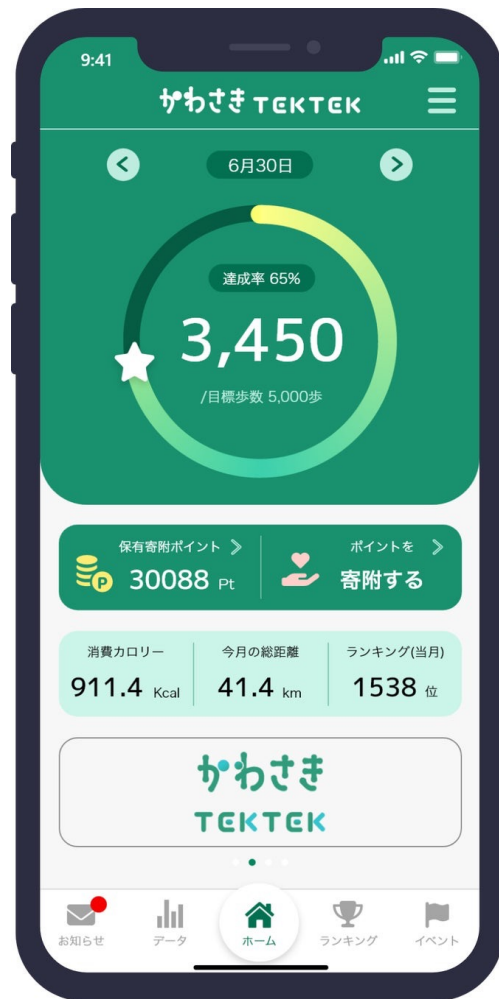 9:41
かわさき TEKTEK
6月30日
達成率 65%
3,450
/目標歩数 5,000歩
保有寄附ポイント
30088 Pt
ポイントを
寄附する
消費カロリー
911.4 Kcal
今月の総距離
41.4 km
ランキング(当月)
1538 位
かわさき
TEKTEK
お知らせ
データ
ホーム
ランキング
イベント